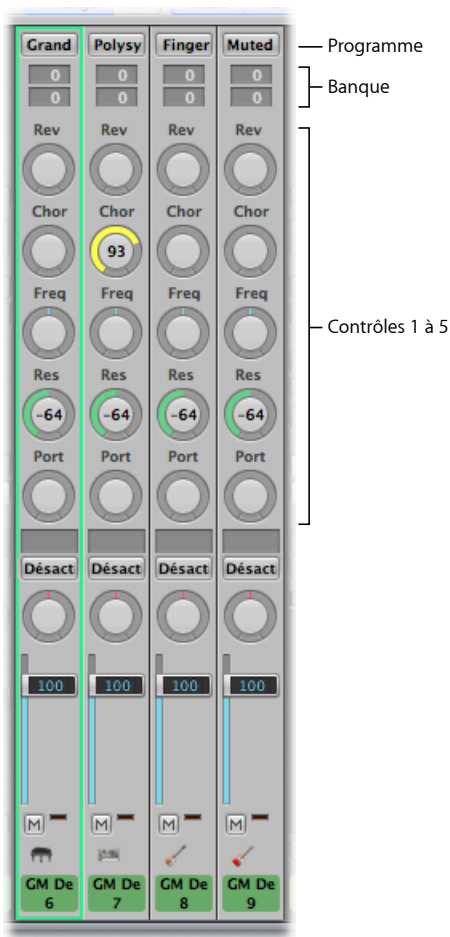 Grand Polysy Finger Muted Programme
0 0 0 0
Banque
0 0 0 0
Rev Rev Rev Rev
Chor Chor Chor Chor
93
Freq Freq Freq Freq
Contrôles 1 à 5
Res Res Res Res
-64 -64 -64 -64
Port Port Port Port
Désact Désact Désact Désact
100 100 100 100
M M M M
GM De GM De GM De GM De
6 7 8 9